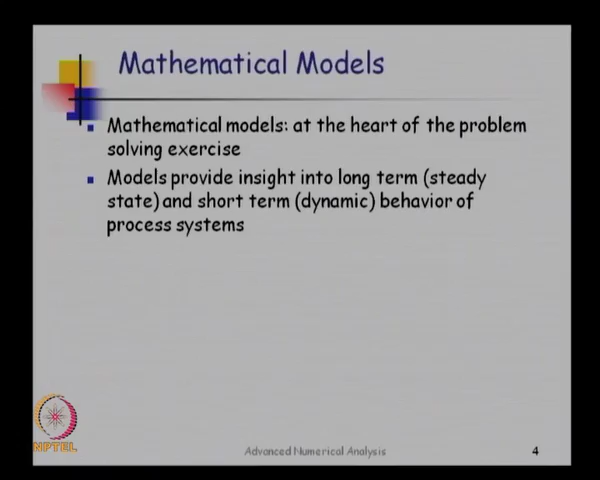 Mathematical Models
Mathematical models: at the heart of the problem
solving exercise
Models provide insight into long term (steady
state) and short term (dynamic) behavior of
process systems
NPTEL
Advanced Numerical Analysis
4